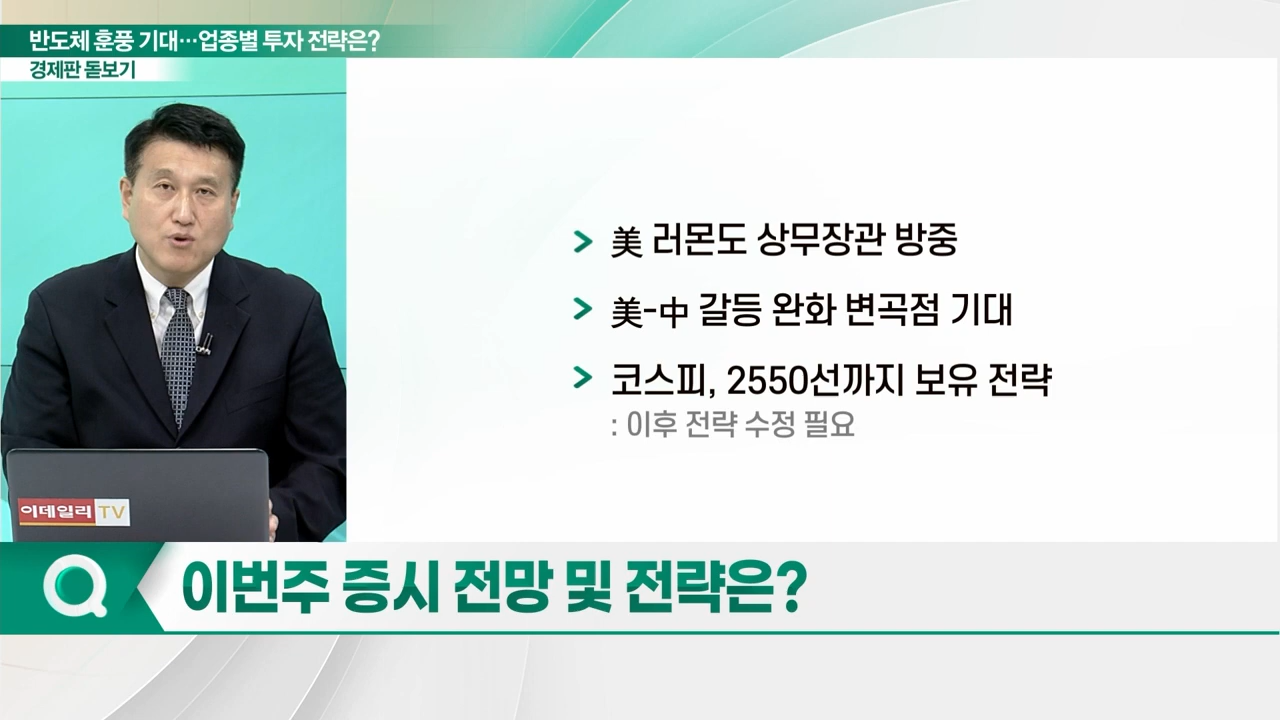 반도체 훈풍 기대…업종별 투자 전략은?
경제판 돋보기
美 러몬도 상무장관 방중
美-中 갈등 완화 변곡점 기대
코스피, 2550선까지 보유 전략
: 이후 전략 수정 필요
이데일리 TV
이번주 증시 전망 및 전략은?